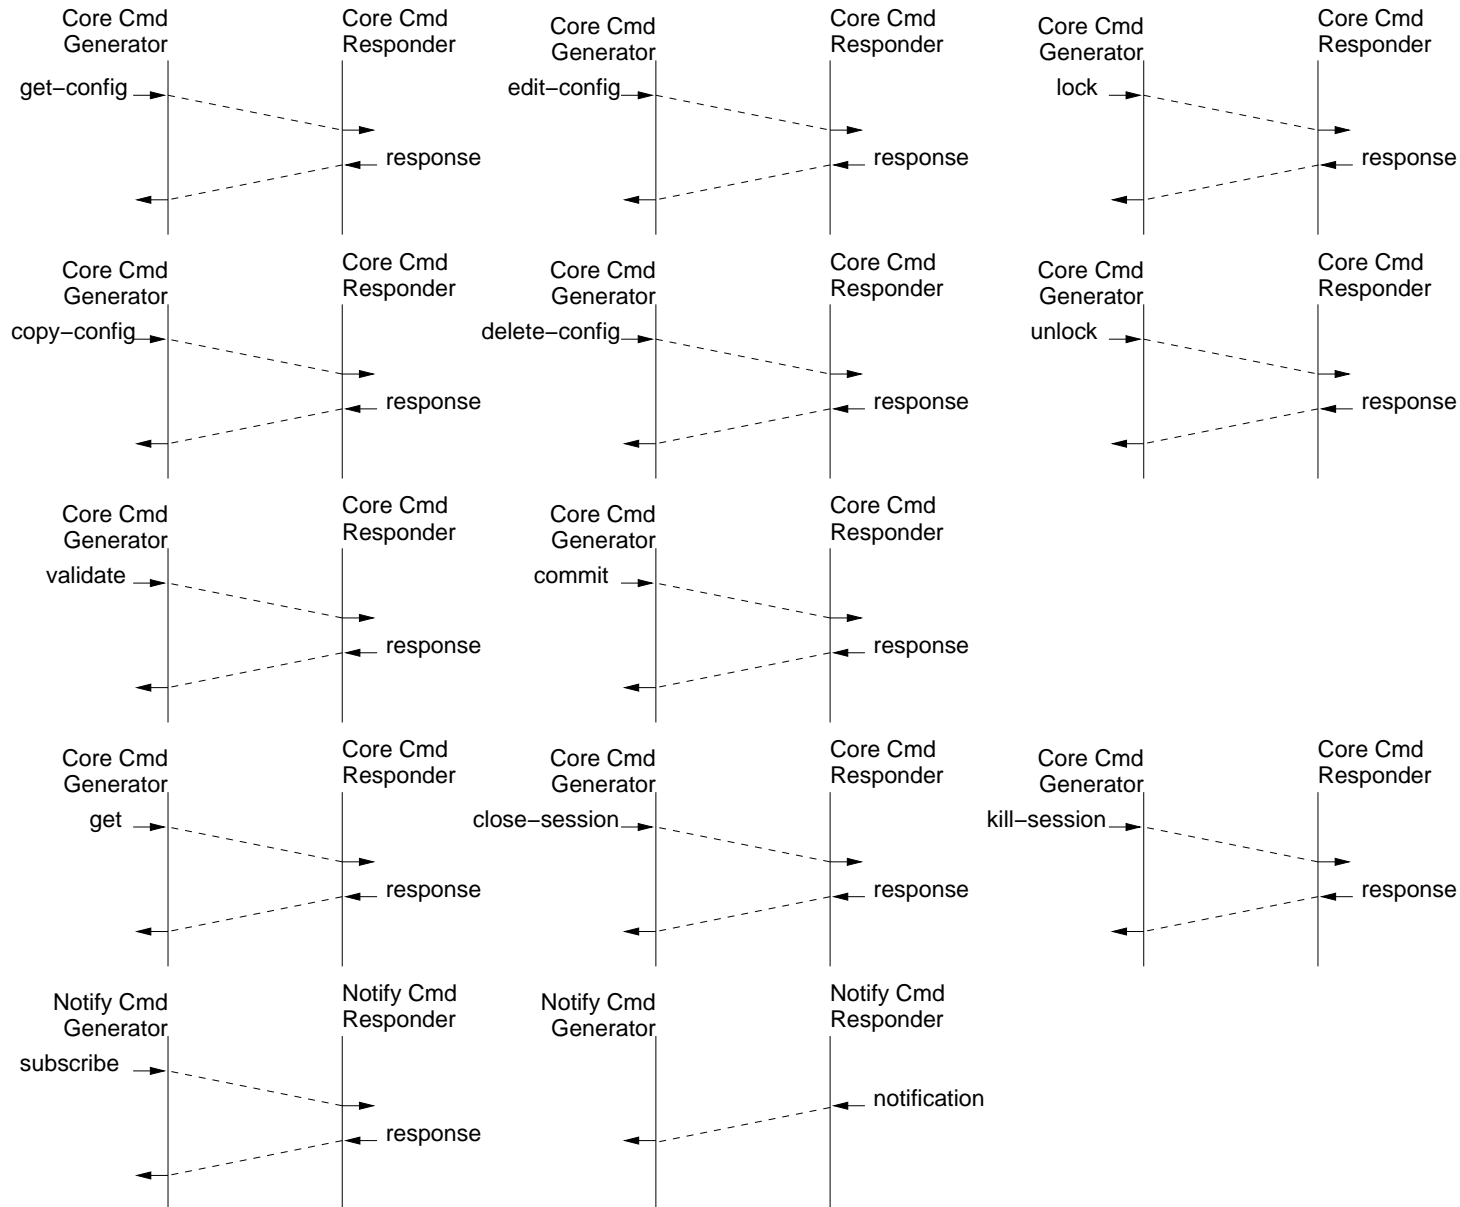 Core Cmd
Generator
Core Cmd
Responder
get−config
response
Core Cmd
Generator
Core Cmd
Responder
edit−config
response
Core Cmd
Generator
Core Cmd
Responder
lock
response
Core Cmd
Generator
Core Cmd
Responder
copy−config
response
Core Cmd
Generator
Core Cmd
Responder
delete−config
response
Core Cmd
Generator
Core Cmd
Responder
unlock
response
Core Cmd
Generator
Core Cmd
Responder
validate
response
Core Cmd
Generator
Core Cmd
Responder
commit
response
Core Cmd
Generator
Core Cmd
Responder
get
response
Core Cmd
Generator
Core Cmd
Responder
close−session
response
Core Cmd
Generator
Core Cmd
Responder
kill−session
response
Notify Cmd
Generator
Notify Cmd
Responder
subscribe
response
Notify Cmd
Generator
Notify Cmd
Responder
notification